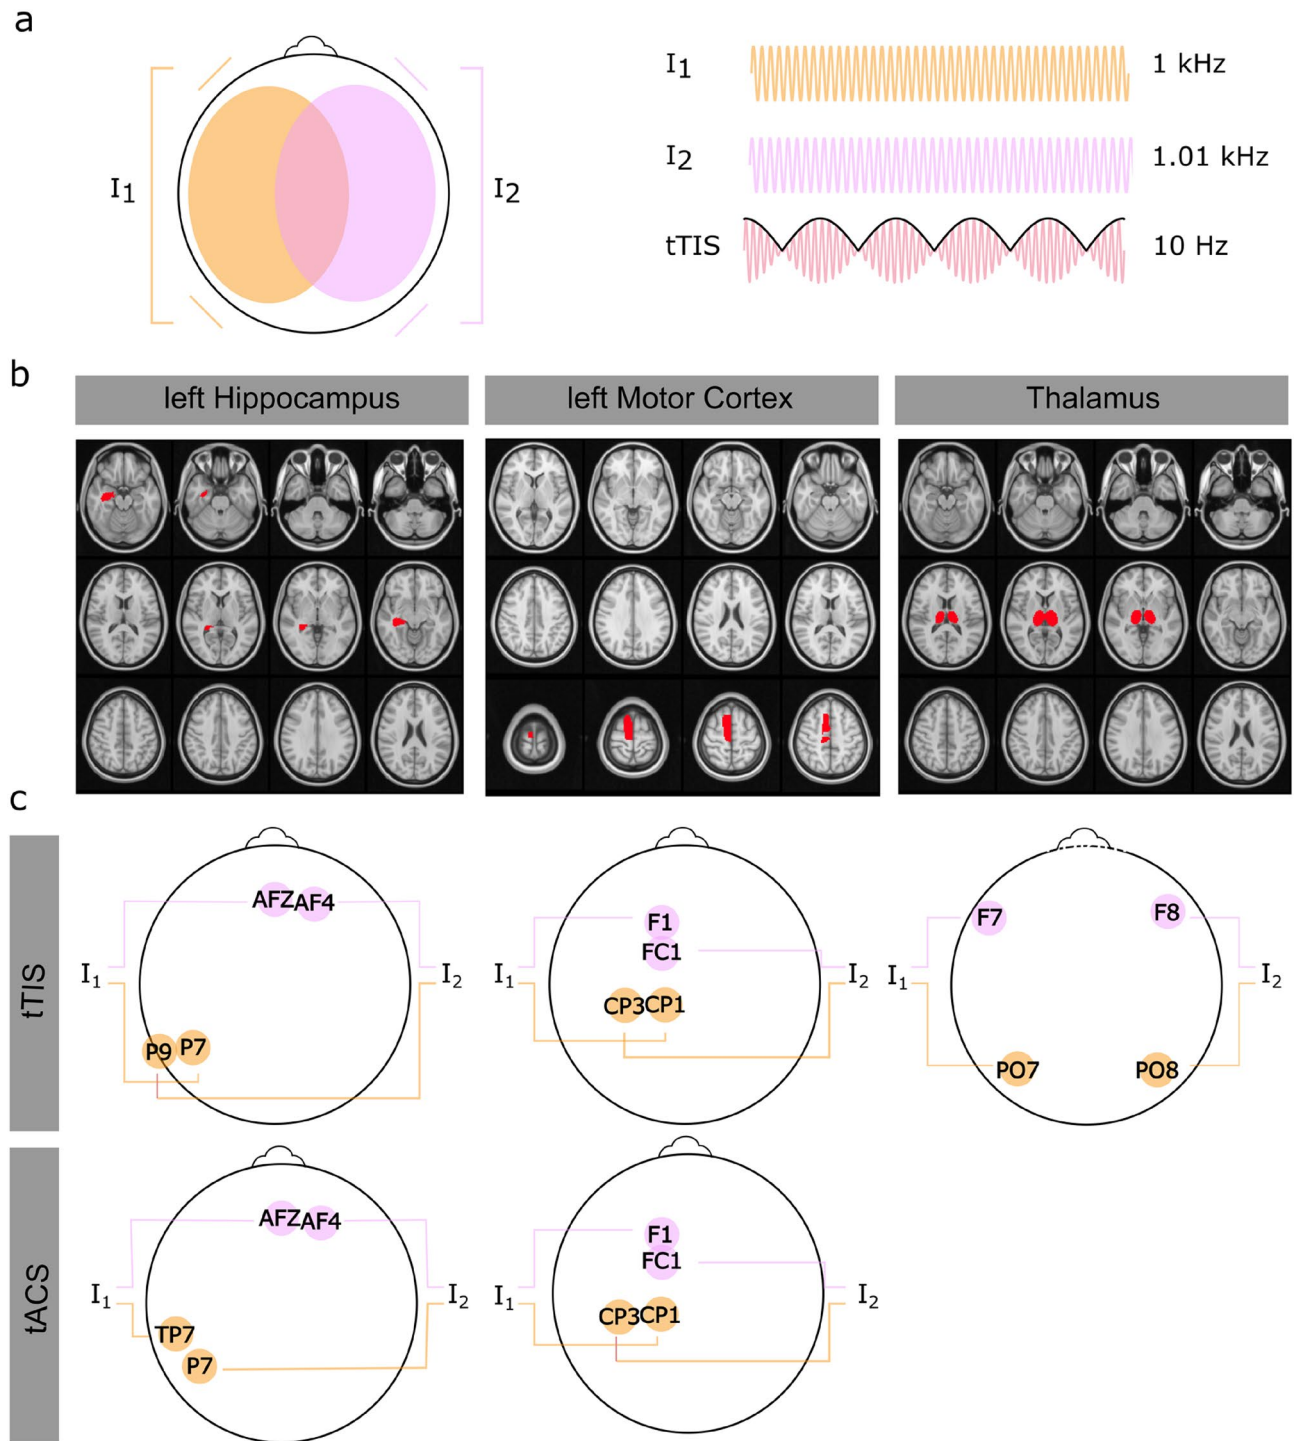 a
I1
I2
I1
1 kHz
I2
1.01 kHz
tTIS
10 Hz
b
left Hippocampus
left Motor Cortex
Thalamus
c
tTIS
AFZ AF4
I1
I2
P9 P7
F1
FC1
I1
I2
CP3 CP1
F7
F8
I1
I2
PO7
PO8
tACS
AFZ AF4
I1
I2
TP7
P7
F1
FC1
I1
I2
CP3 CP1